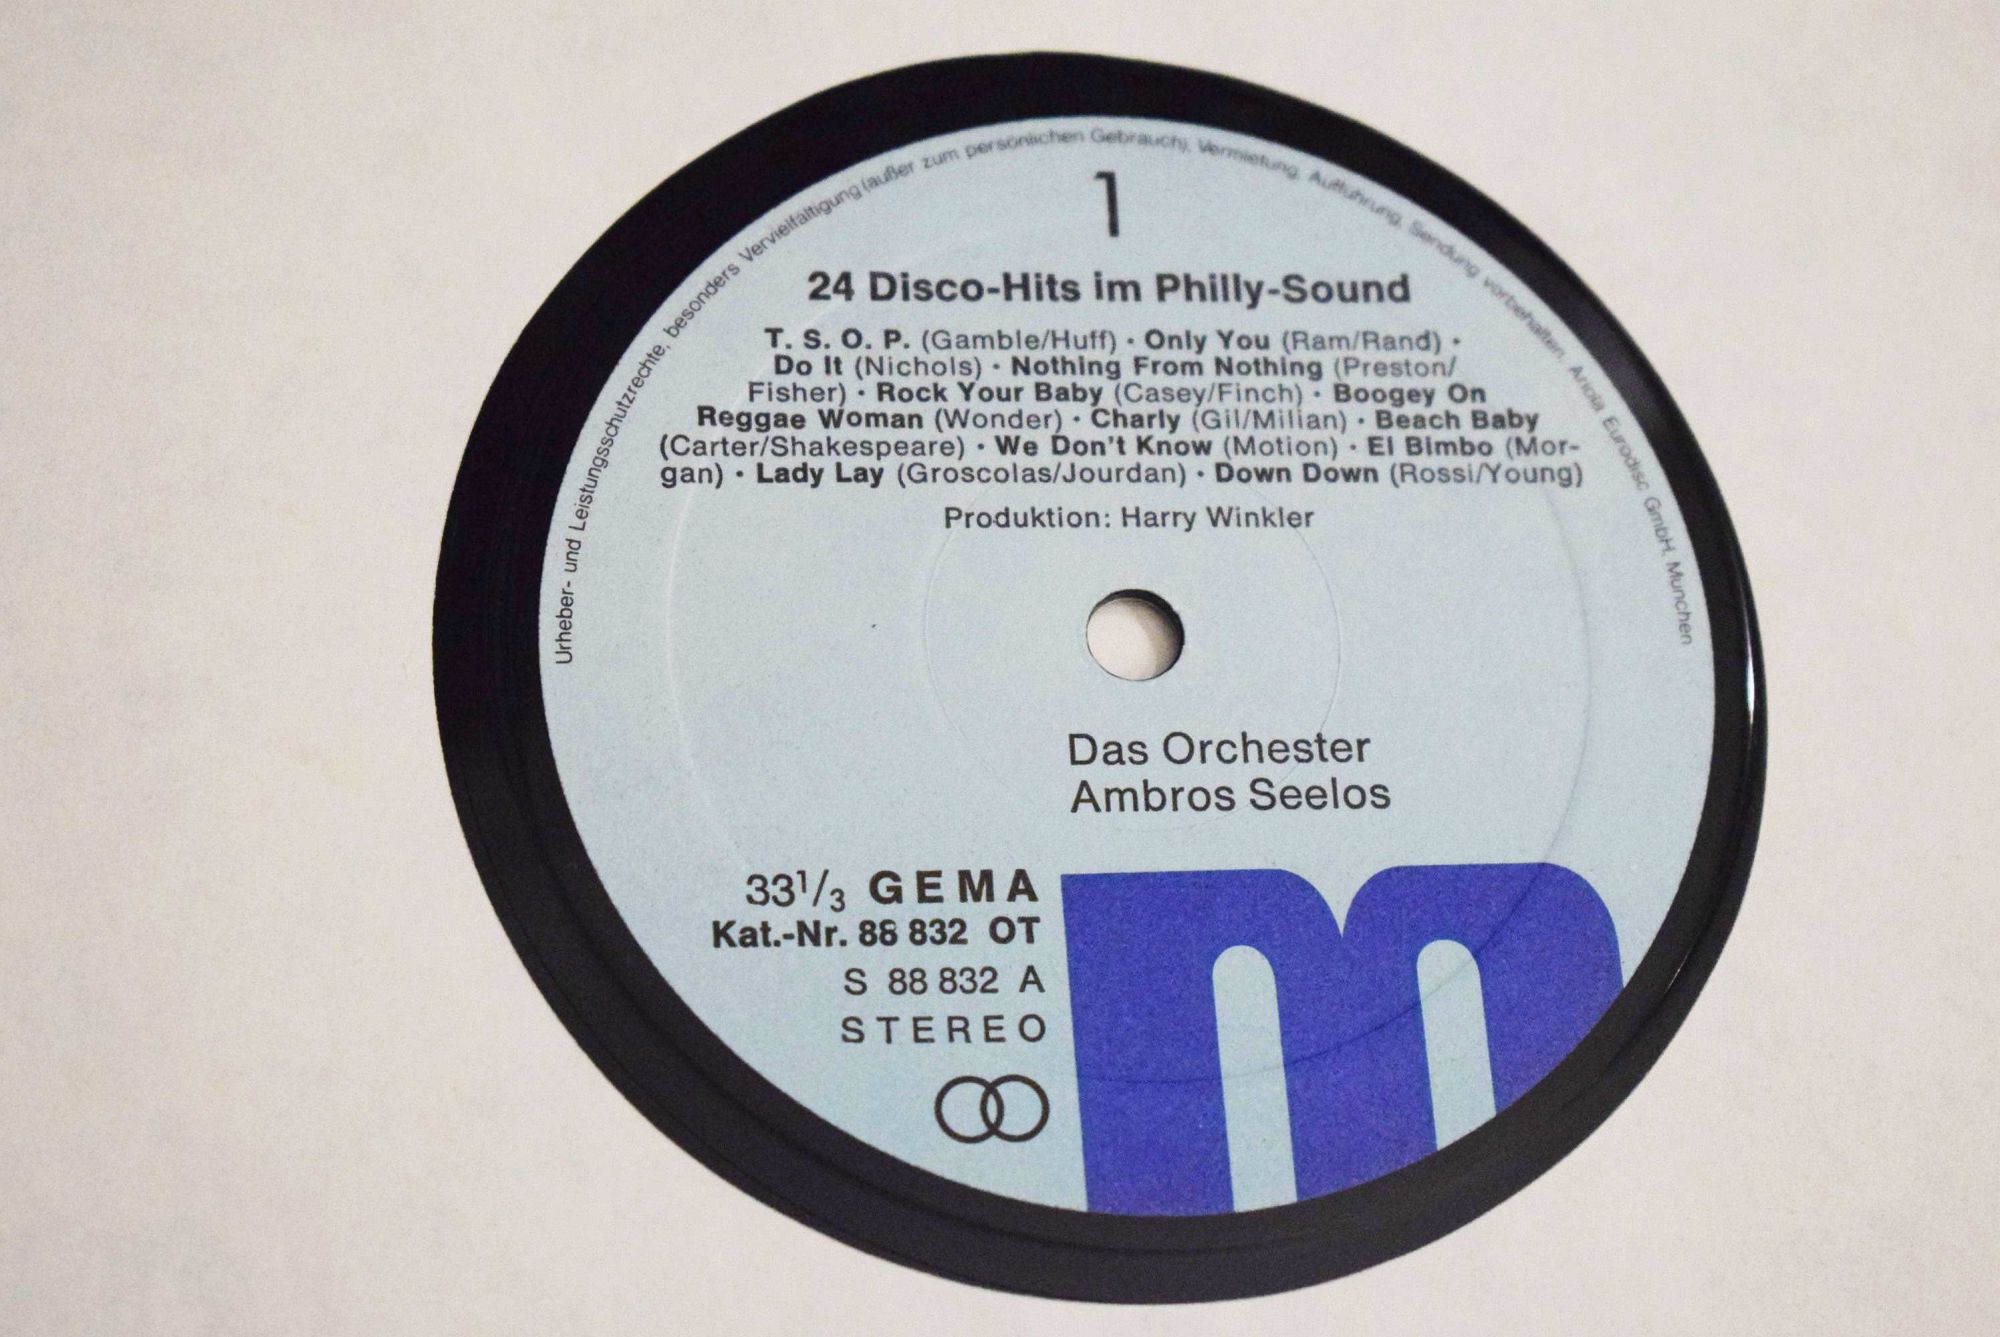 Urheber- und Leistungsschutzrechte, besonders Vervielfältigung (außer zum persönlichen Gebrauch), Vermietung, Aufführung, Sendung vorbehalten. Ariola Eurodisc GmbH, München
1
24 Disco-Hits im Philly-Sound
T. S. O. P. (Gamble/Huff) · Only You (Ram/Rand) ·
Do It (Nichols) · Nothing From Nothing (Preston/
Fisher) · Rock Your Baby (Casey/Finch) · Boogey On
Reggae Woman (Wonder) · Charly (Gil/Milian) · Beach Baby
(Carter/Shakespeare) · We Don't Know (Motion) · El Bimbo (Mor-
gan) · Lady Lay (Groscolas/Jourdan) · Down Down (Rossi/Young)
Produktion: Harry Winkler
Das Orchester
Ambros Seelos
33 1/3 GEMA
Kat.-Nr. 88 832 OT
S 88 832 A
STEREO
m